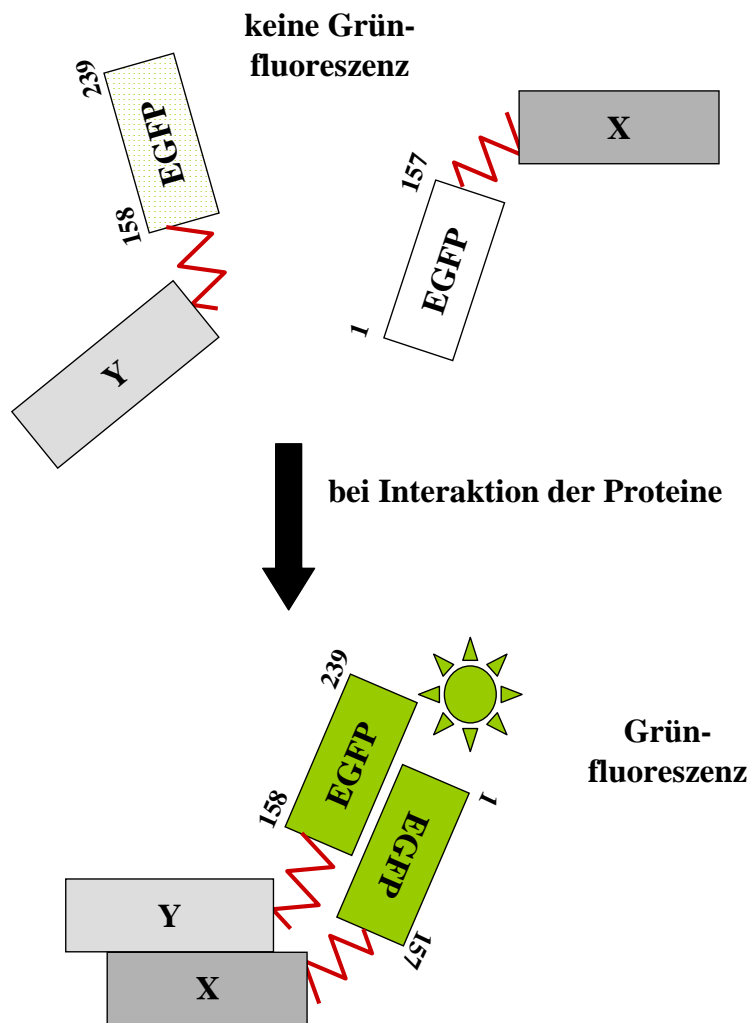 keine Grün-
fluoreszenz
239
EGFP
158
Y
X
157
EGFP
1
bei Interaktion der Proteine
239
EGFP
158
1
EGFP
157
Grün-
fluoreszenz
Y
X